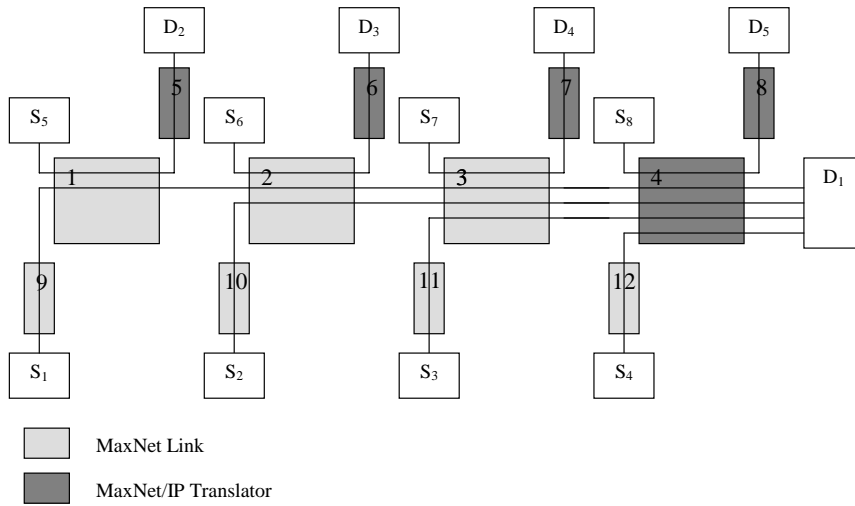 D2 D3 D4 D5
5 6 7 8
S5 S6 S7 S8
1 2 3 4 D1
9 10 11 12
S1 S2 S3 S4
MaxNet Link
MaxNet/IP Translator